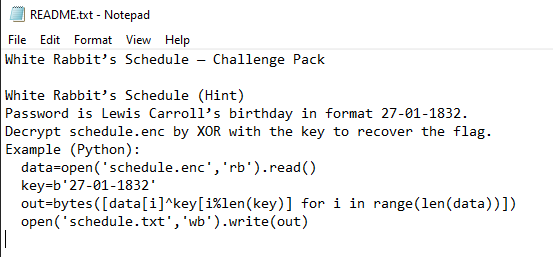 README.txt - Notepad
File Edit Format View Help
White Rabbit’s Schedule — Challenge Pack
White Rabbit’s Schedule (Hint)
Password is Lewis Carroll’s birthday in format 27-01-1832.
Decrypt schedule.enc by XOR with the key to recover the flag.
Example (Python):
  data=open('schedule.enc','rb').read()
  key=b'27-01-1832'
  out=bytes([data[i]^key[i%len(key)] for i in range(len(data))])
  open('schedule.txt','wb').write(out)